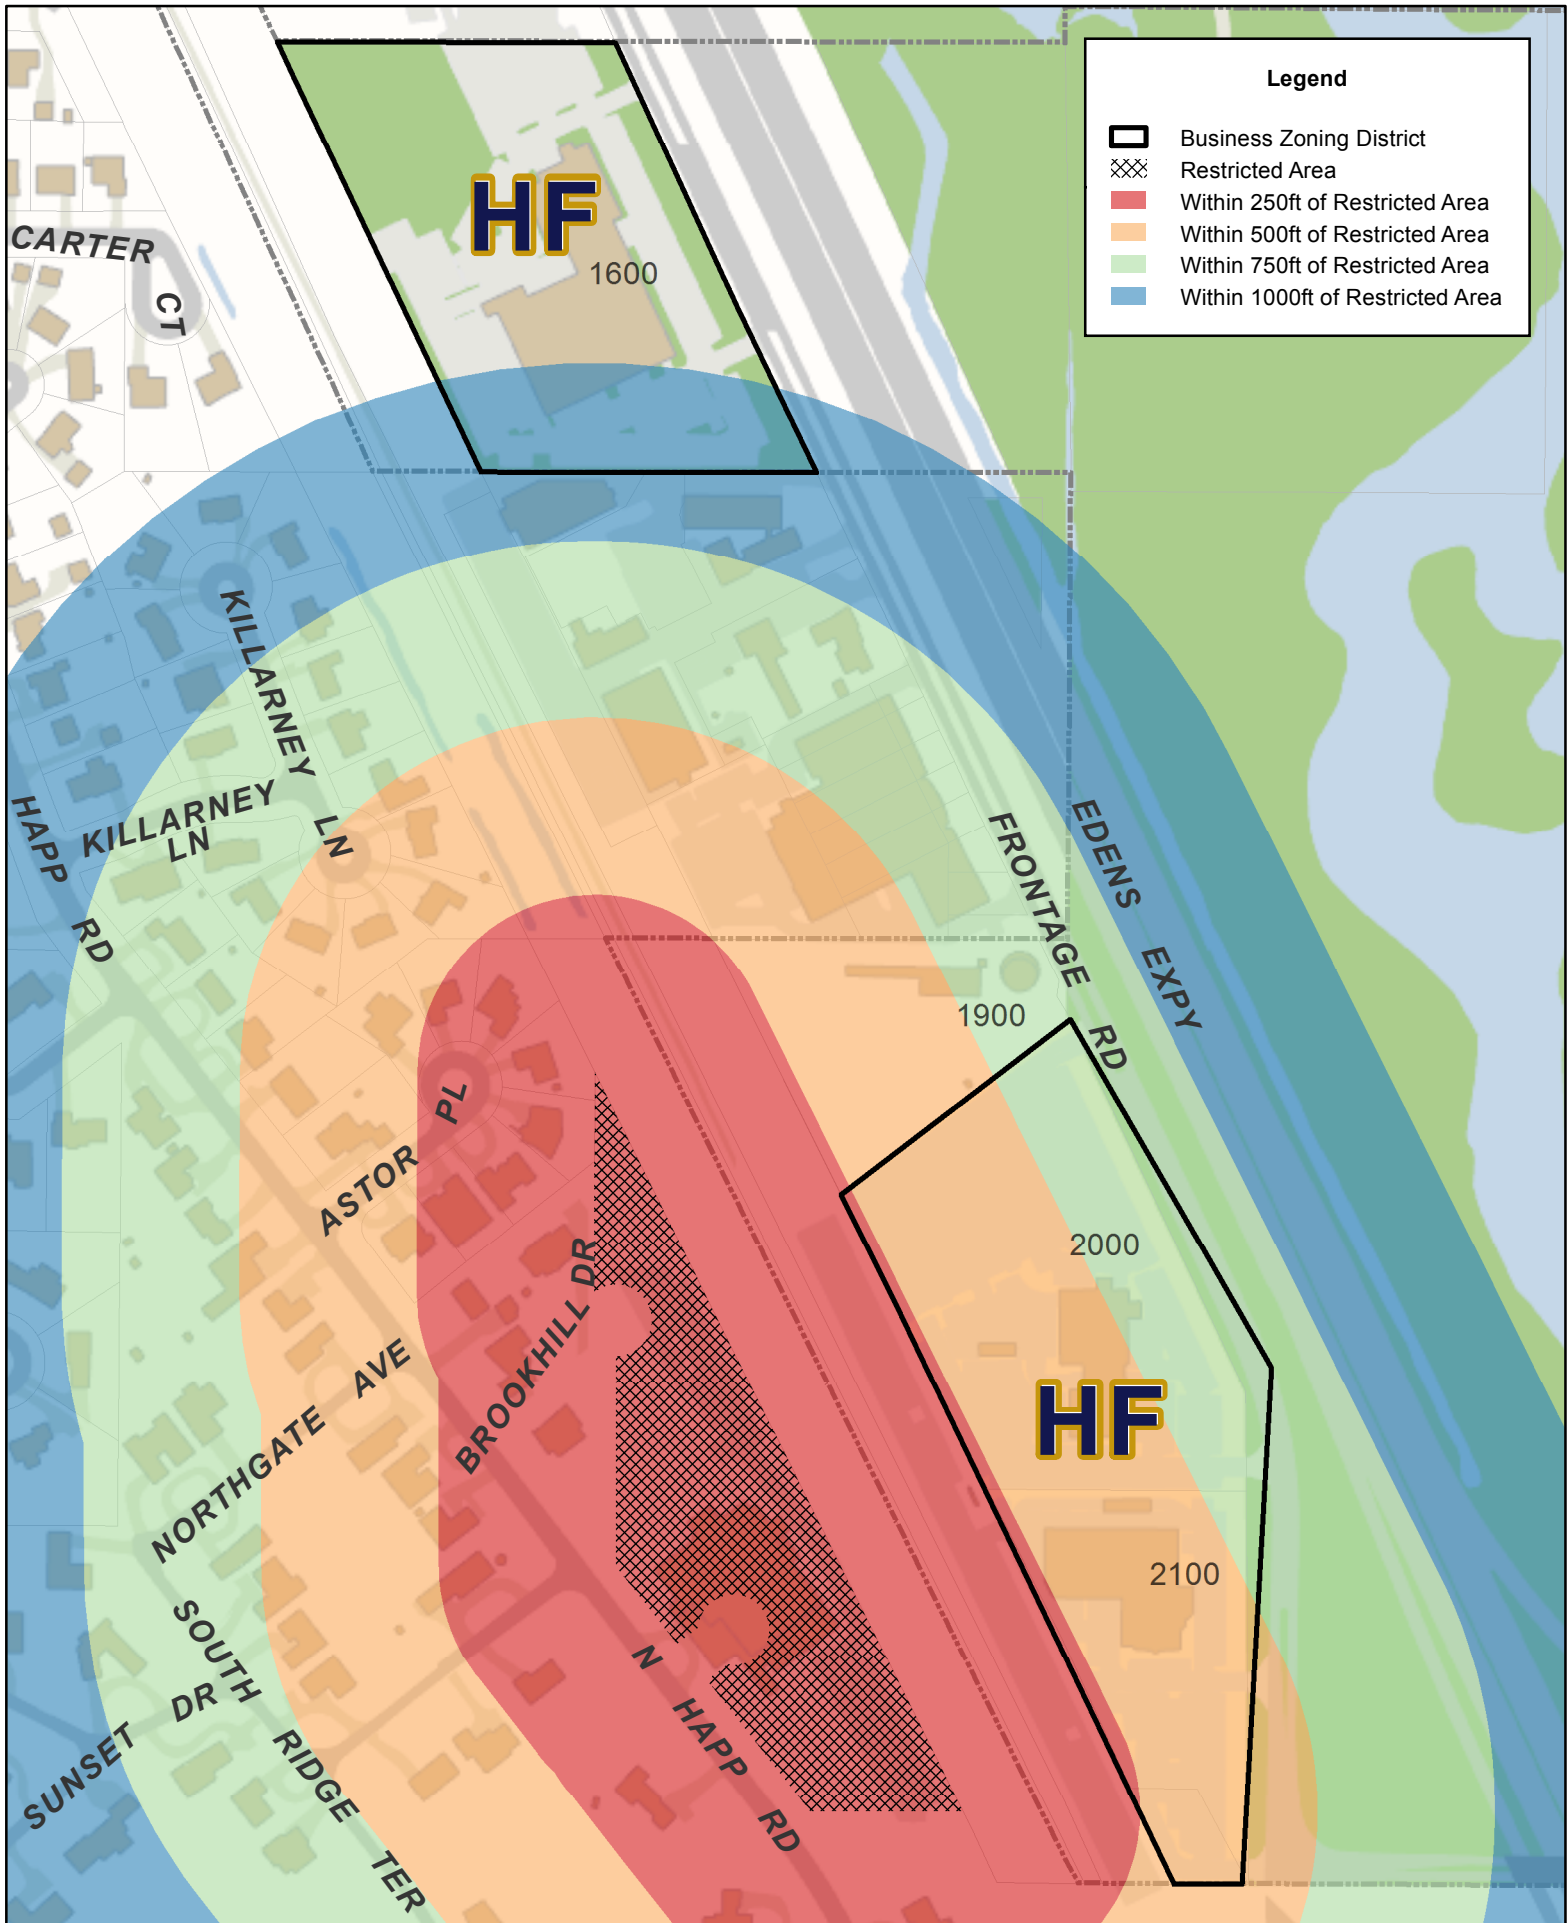 Legend
Business Zoning District
Restricted Area
Within 250ft of Restricted Area
Within 500ft of Restricted Area
Within 750ft of Restricted Area
Within 1000ft of Restricted Area
HF
1600
CARTER
CT
KILLARNEY
LN
KILLARNEY
LN
HAPP
RD
FRONTAGE
RD
EDENS
EXPY
1900
ASTOR
PL
2000
BROOKHILL
DR
HF
NORTHGATE
AVE
2100
SOUTH
RIDGE
TER
SUNSET
DR
N
HAPP
RD